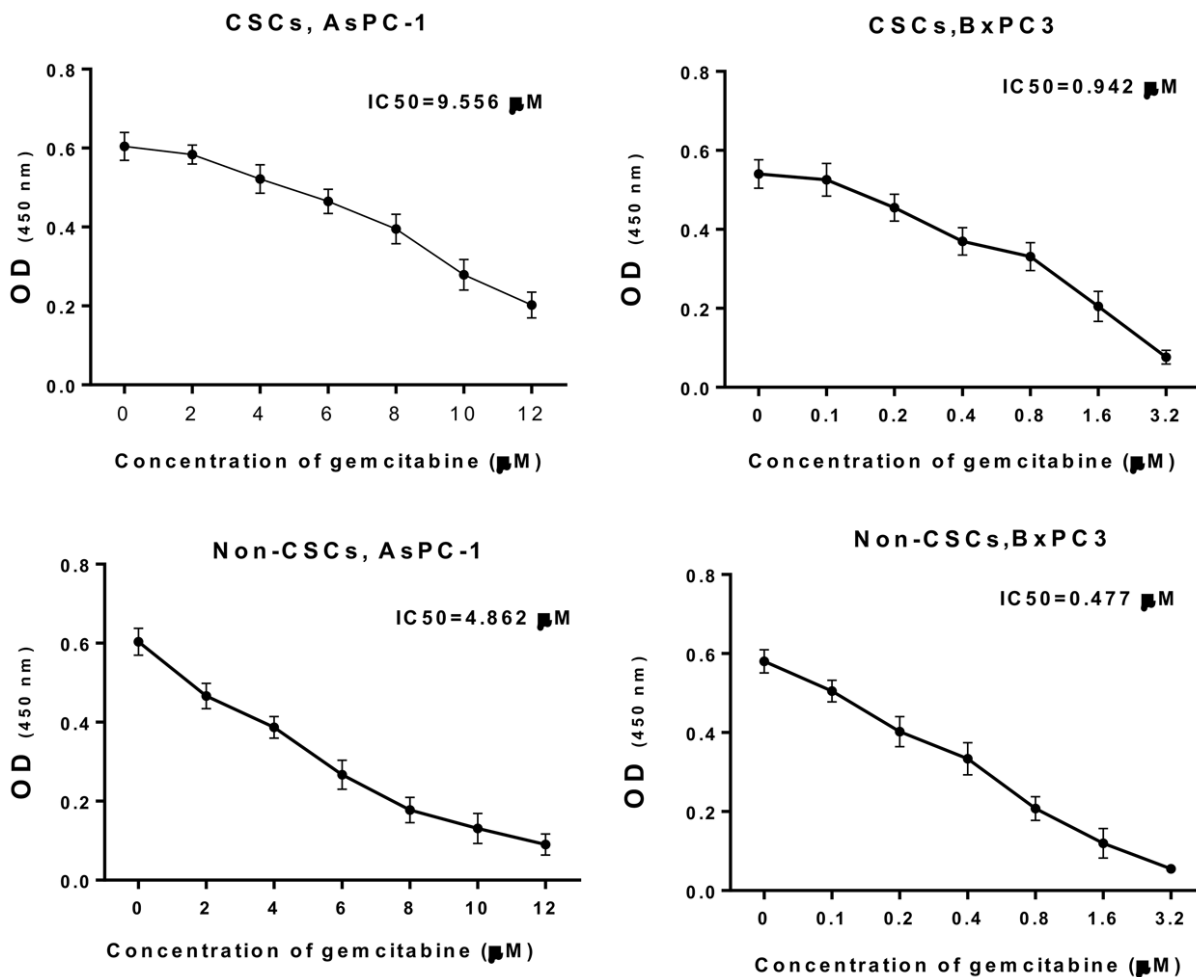 CSCs, AsPC-1
IC50=9.556 μM
OD (450 nm)
0.8
0.6
0.4
0.2
0.0
0 2 4 6 8 10 12
Concentration of gemcitabine (μM)
CSCs,BxPC3
IC50=0.942 μM
OD (450 nm)
0.8
0.6
0.4
0.2
0.0
0 0.1 0.2 0.4 0.8 1.6 3.2
Concentration of gemcitabine (μM)
Non-CSCs, AsPC-1
IC50=4.862 μM
OD (450 nm)
0.8
0.6
0.4
0.2
0.0
0 2 4 6 8 10 12
Concentration of gemcitabine (μM)
Non-CSCs,BxPC3
IC50=0.477 μM
OD (450 nm)
0.8
0.6
0.4
0.2
0.0
0 0.1 0.2 0.4 0.8 1.6 3.2
Concentration of gemcitabine (μM)